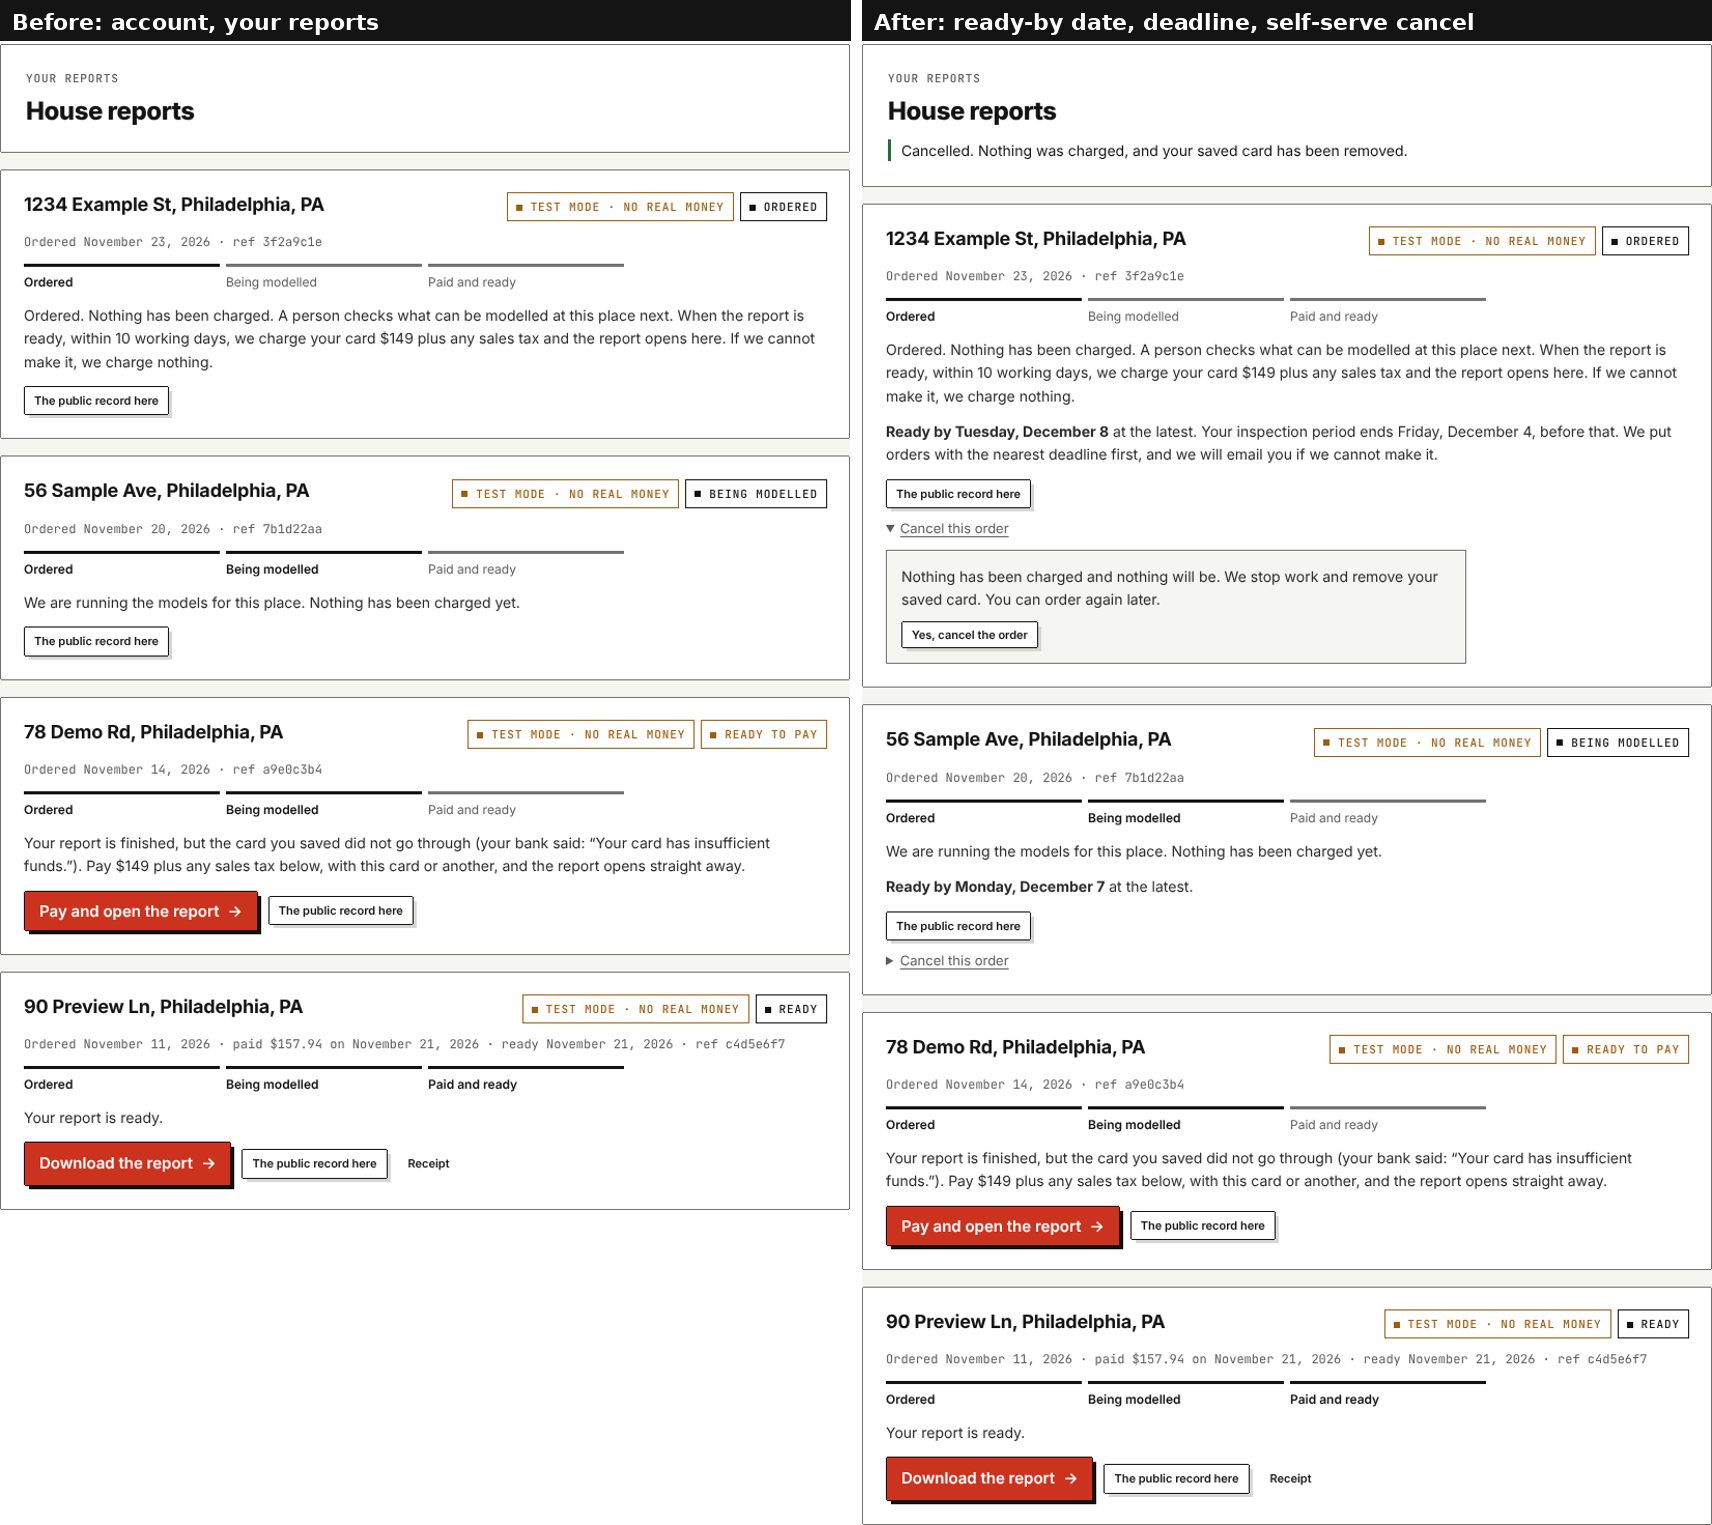 Before: account, your reports
YOUR REPORTS
House reports
1234 Example St, Philadelphia, PA
TEST MODE · NO REAL MONEY
ORDERED
Ordered November 23, 2026 · ref 3f2a9c1e
Ordered
Being modelled
Paid and ready
Ordered. Nothing has been charged. A person checks what can be modelled at this place next. When the report is
ready, within 10 working days, we charge your card $149 plus any sales tax and the report opens here. If we cannot
make it, we charge nothing.
The public record here
56 Sample Ave, Philadelphia, PA
TEST MODE · NO REAL MONEY
BEING MODELLED
Ordered November 20, 2026 · ref 7b1d22aa
Ordered
Being modelled
Paid and ready
We are running the models for this place. Nothing has been charged yet.
The public record here
78 Demo Rd, Philadelphia, PA
TEST MODE · NO REAL MONEY
READY TO PAY
Ordered November 14, 2026 · ref a9e0c3b4
Ordered
Being modelled
Paid and ready
Your report is finished, but the card you saved did not go through (your bank said: “Your card has insufficient
funds.”). Pay $149 plus any sales tax below, with this card or another, and the report opens straight away.
Pay and open the report →
The public record here
90 Preview Ln, Philadelphia, PA
TEST MODE · NO REAL MONEY
READY
Ordered November 11, 2026 · paid $157.94 on November 21, 2026 · ready November 21, 2026 · ref c4d5e6f7
Ordered
Being modelled
Paid and ready
Your report is ready.
Download the report →
The public record here
Receipt
After: ready-by date, deadline, self-serve cancel
YOUR REPORTS
House reports
Cancelled. Nothing was charged, and your saved card has been removed.
1234 Example St, Philadelphia, PA
TEST MODE · NO REAL MONEY
ORDERED
Ordered November 23, 2026 · ref 3f2a9c1e
Ordered
Being modelled
Paid and ready
Ordered. Nothing has been charged. A person checks what can be modelled at this place next. When the report is
ready, within 10 working days, we charge your card $149 plus any sales tax and the report opens here. If we cannot
make it, we charge nothing.
Ready by Tuesday, December 8 at the latest. Your inspection period ends Friday, December 4, before that. We put
orders with the nearest deadline first, and we will email you if we cannot make it.
The public record here
▼ Cancel this order
Nothing has been charged and nothing will be. We stop work and remove your
saved card. You can order again later.
Yes, cancel the order
56 Sample Ave, Philadelphia, PA
TEST MODE · NO REAL MONEY
BEING MODELLED
Ordered November 20, 2026 · ref 7b1d22aa
Ordered
Being modelled
Paid and ready
We are running the models for this place. Nothing has been charged yet.
Ready by Monday, December 7 at the latest.
The public record here
▶ Cancel this order
78 Demo Rd, Philadelphia, PA
TEST MODE · NO REAL MONEY
READY TO PAY
Ordered November 14, 2026 · ref a9e0c3b4
Ordered
Being modelled
Paid and ready
Your report is finished, but the card you saved did not go through (your bank said: “Your card has insufficient
funds.”). Pay $149 plus any sales tax below, with this card or another, and the report opens straight away.
Pay and open the report →
The public record here
90 Preview Ln, Philadelphia, PA
TEST MODE · NO REAL MONEY
READY
Ordered November 11, 2026 · paid $157.94 on November 21, 2026 · ready November 21, 2026 · ref c4d5e6f7
Ordered
Being modelled
Paid and ready
Your report is ready.
Download the report →
The public record here
Receipt